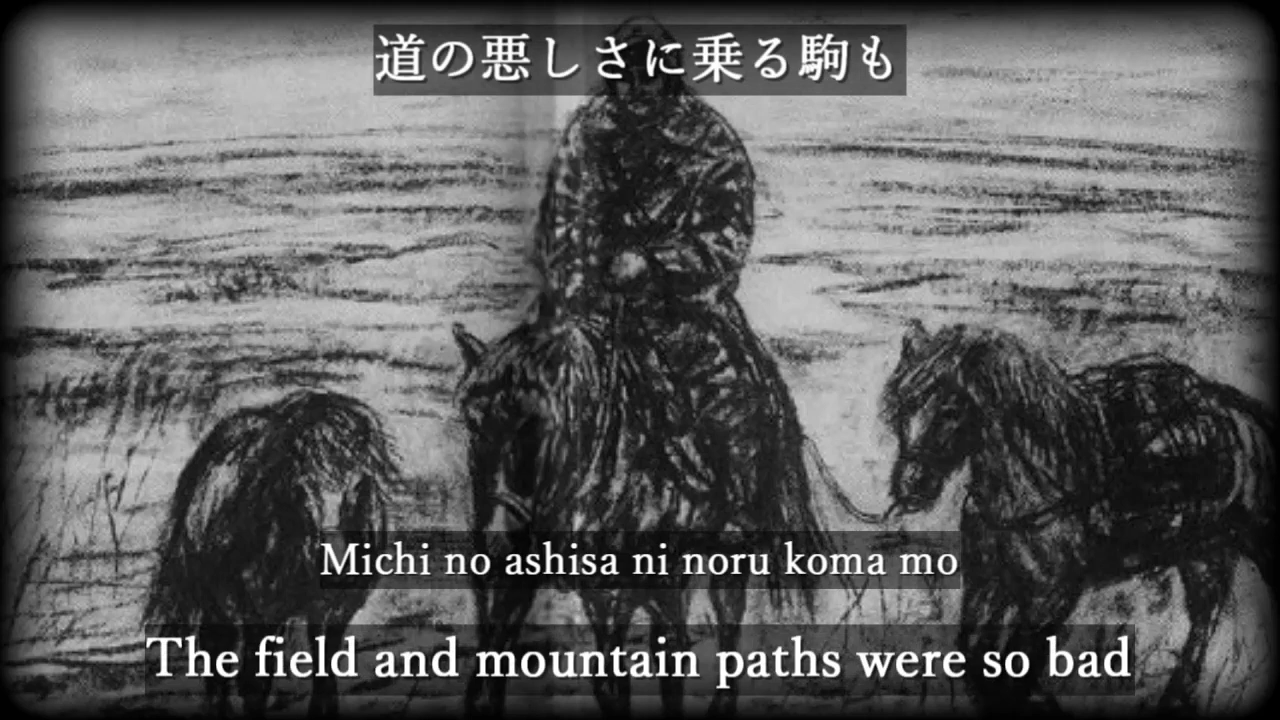 道の悪しさに乗る駒も
Michi no ashisa ni noru koma mo
The field and mountain paths were so bad